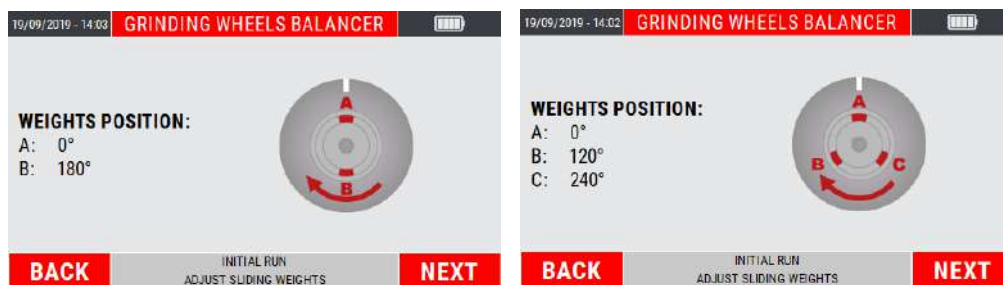 19/09/2019 - 14:03 GRINDING WHEELS BALANCER
WEIGHTS POSITION:
A: 0°
B: 180°
A
B
BACK
INITIAL RUN
ADJUST SLIDING WEIGHTS
NEXT
19/09/2019 - 14:02 GRINDING WHEELS BALANCER
WEIGHTS POSITION:
A: 0°
B: 120°
C: 240°
A
B C
BACK
INITIAL RUN
ADJUST SLIDING WEIGHTS
NEXT